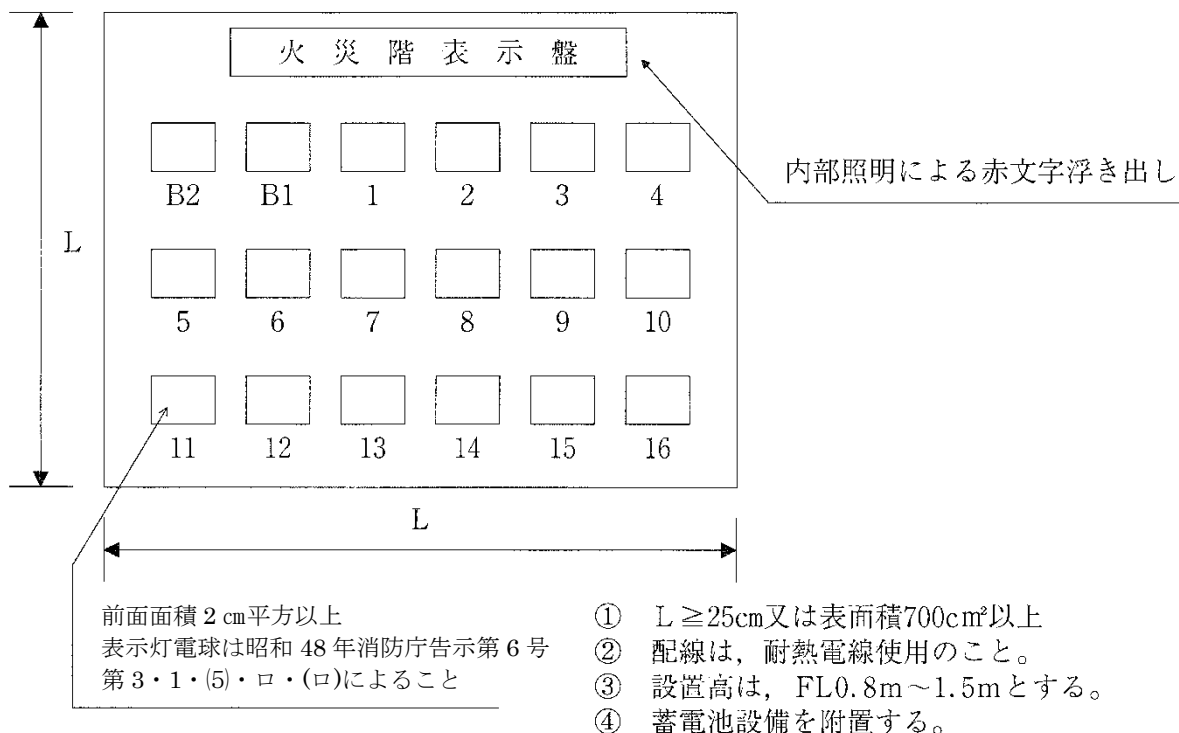 火災階表示盤
内部照明による赤文字浮き出し
B2 B1 1 2 3 4
L
5 6 7 8 9 10
11 12 13 14 15 16
L
前面面積 2 ㎝平方以上
表示灯電球は昭和 48 年消防庁告示第 6 号
第 3・1・⑸・ロ・(ロ)によること
① L≧25cm又は表面積700cm²以上
② 配線は，耐熱電線使用のこと。
③ 設置高は，FL0.8m～1.5mとする。
④ 蓄電池設備を附置する。